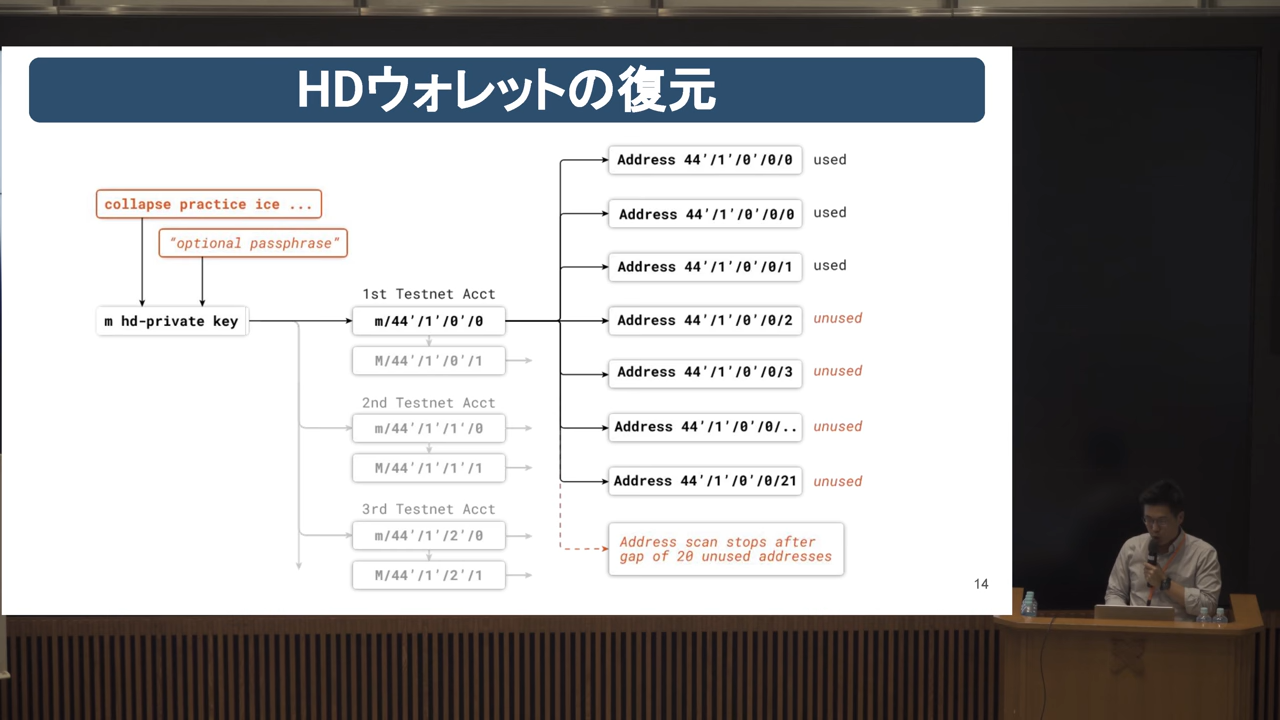 HDウォレットの復元
collapse practice ice ...
"optional passphrase"
m hd-private key
1st Testnet Acct
m/44'/1'/0'/0
M/44'/1'/0'/1
2nd Testnet Acct
m/44'/1'/1'/0
M/44'/1'/1'/1
3rd Testnet Acct
m/44'/1'/2'/0
M/44'/1'/2'/1
Address 44'/1'/0'/0/0 used
Address 44'/1'/0'/0/0 used
Address 44'/1'/0'/0/1 used
Address 44'/1'/0'/0/2 unused
Address 44'/1'/0'/0/3 unused
Address 44'/1'/0'/0/.. unused
Address 44'/1'/0'/0/21 unused
Address scan stops after
gap of 20 unused addresses
14